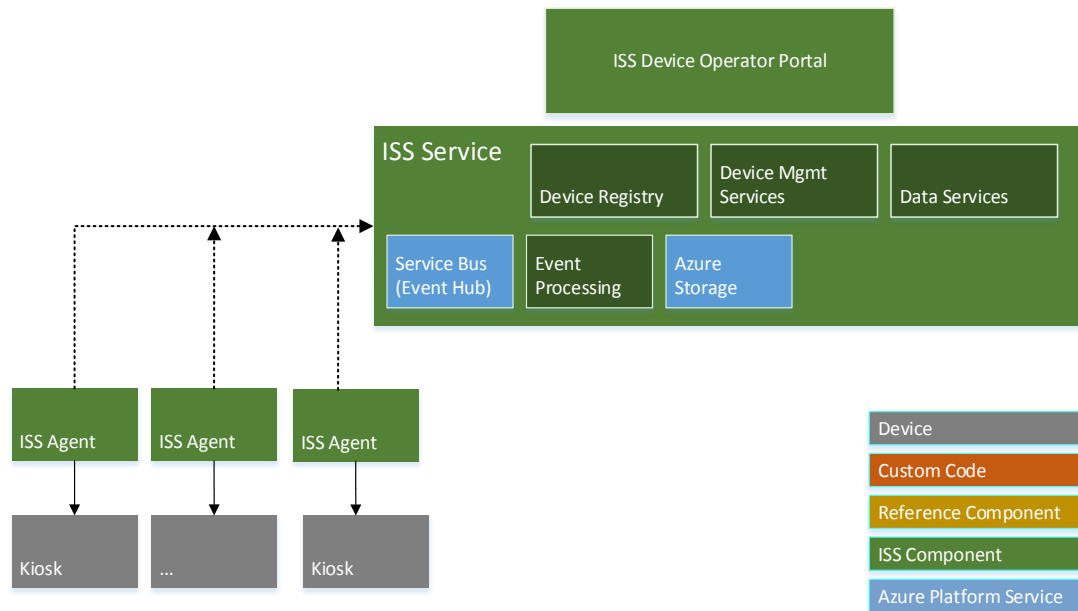 ISS Device Operator Portal
ISS Service
Device Registry
Device Mgmt
Services
Data Services
Service Bus
(Event Hub)
Event
Processing
Azure
Storage
ISS Agent
ISS Agent
ISS Agent
Kiosk
...
Kiosk
Device
Custom Code
Reference Component
ISS Component
Azure Platform Service